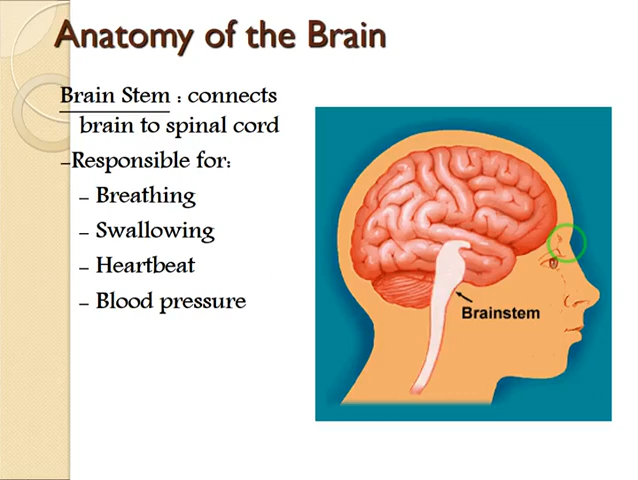 Anatomy of the Brain
Brain Stem : connects
brain to spinal cord
–Responsible for:
– Breathing
– Swallowing
– Heartbeat
– Blood pressure
Brainstem